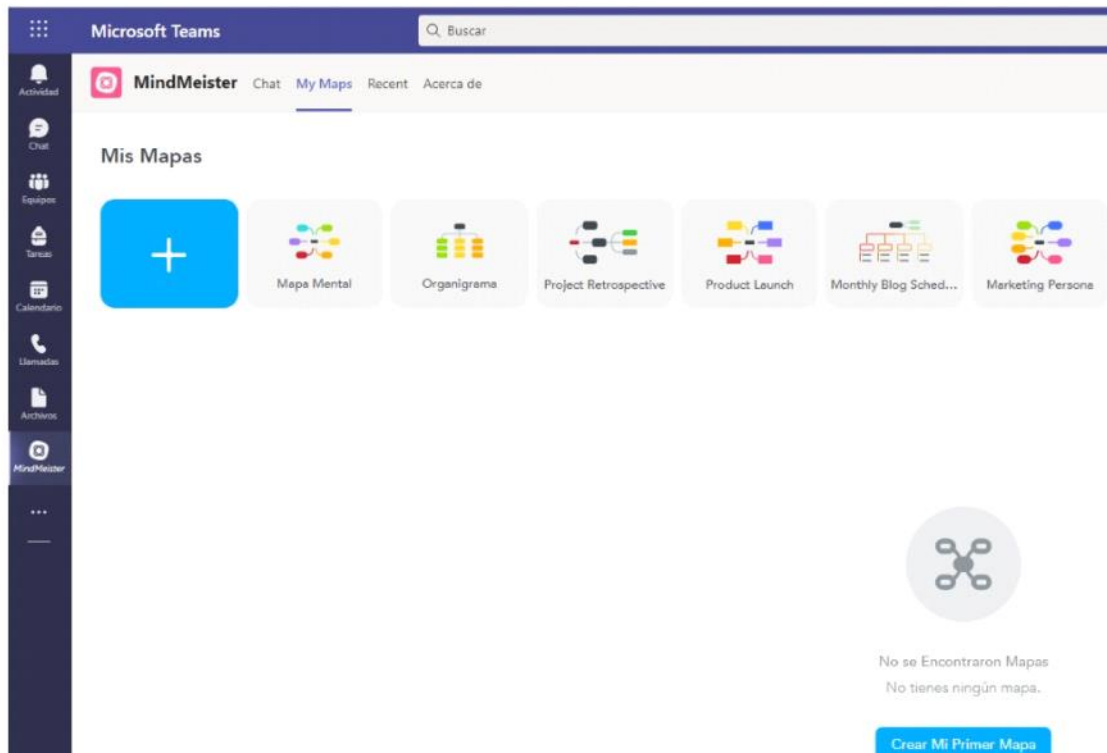 Microsoft Teams
Buscar
MindMeister Chat My Maps Recent Acerca de
Actividad
Chat
Equipos
Tareas
Calendario
Llamadas
Archivos
MindMeister
Mis Mapas
Mapa Mental Organigrama Project Retrospective Product Launch Monthly Blog Sched... Marketing Persona
No se Encontraron Mapas
No tienes ningún mapa.
Crear Mi Primer Mapa